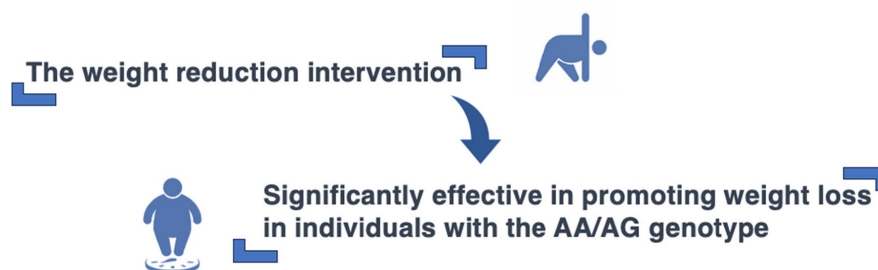 The weight reduction intervention
Significantly effective in promoting weight loss
in individuals with the AA/AG genotype